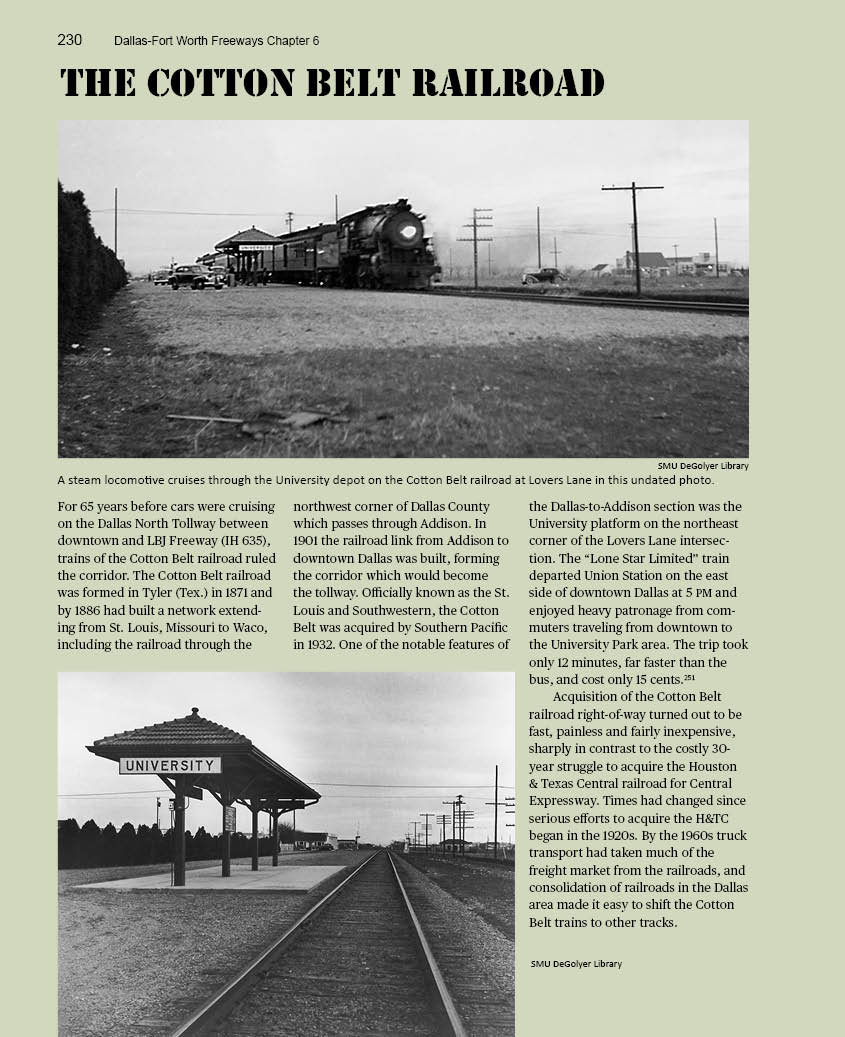 230 Dallas-Fort Worth Freeways Chapter 6
THE COTTON BELT RAILROAD
UNIVERSITY
SMU DeGolyer Library
A steam locomotive cruises through the University depot on the Cotton Belt railroad at Lovers Lane in this undated photo.
For 65 years before cars were cruising
on the Dallas North Tollway between
downtown and LBJ Freeway (IH 635),
trains of the Cotton Belt railroad ruled
the corridor. The Cotton Belt railroad
was formed in Tyler (Tex.) in 1871 and
by 1886 had built a network extend-
ing from St. Louis, Missouri to Waco,
including the railroad through the
northwest corner of Dallas County
which passes through Addison. In
1901 the railroad link from Addison to
downtown Dallas was built, forming
the corridor which would become
the tollway. Officially known as the St.
Louis and Southwestern, the Cotton
Belt was acquired by Southern Pacific
in 1932. One of the notable features of
the Dallas-to-Addison section was the
University platform on the northeast
corner of the Lovers Lane intersec-
tion. The “Lone Star Limited” train
departed Union Station on the east
side of downtown Dallas at 5 PM and
enjoyed heavy patronage from com-
muters traveling from downtown to
the University Park area. The trip took
only 12 minutes, far faster than the
bus, and cost only 15 cents.251
Acquisition of the Cotton Belt
railroad right-of-way turned out to be
fast, painless and fairly inexpensive,
sharply in contrast to the costly 30-
year struggle to acquire the Houston
& Texas Central railroad for Central
Expressway. Times had changed since
serious efforts to acquire the H&TC
began in the 1920s. By the 1960s truck
transport had taken much of the
freight market from the railroads, and
consolidation of railroads in the Dallas
area made it easy to shift the Cotton
Belt trains to other tracks.
UNIVERSITY
SMU DeGolyer Library